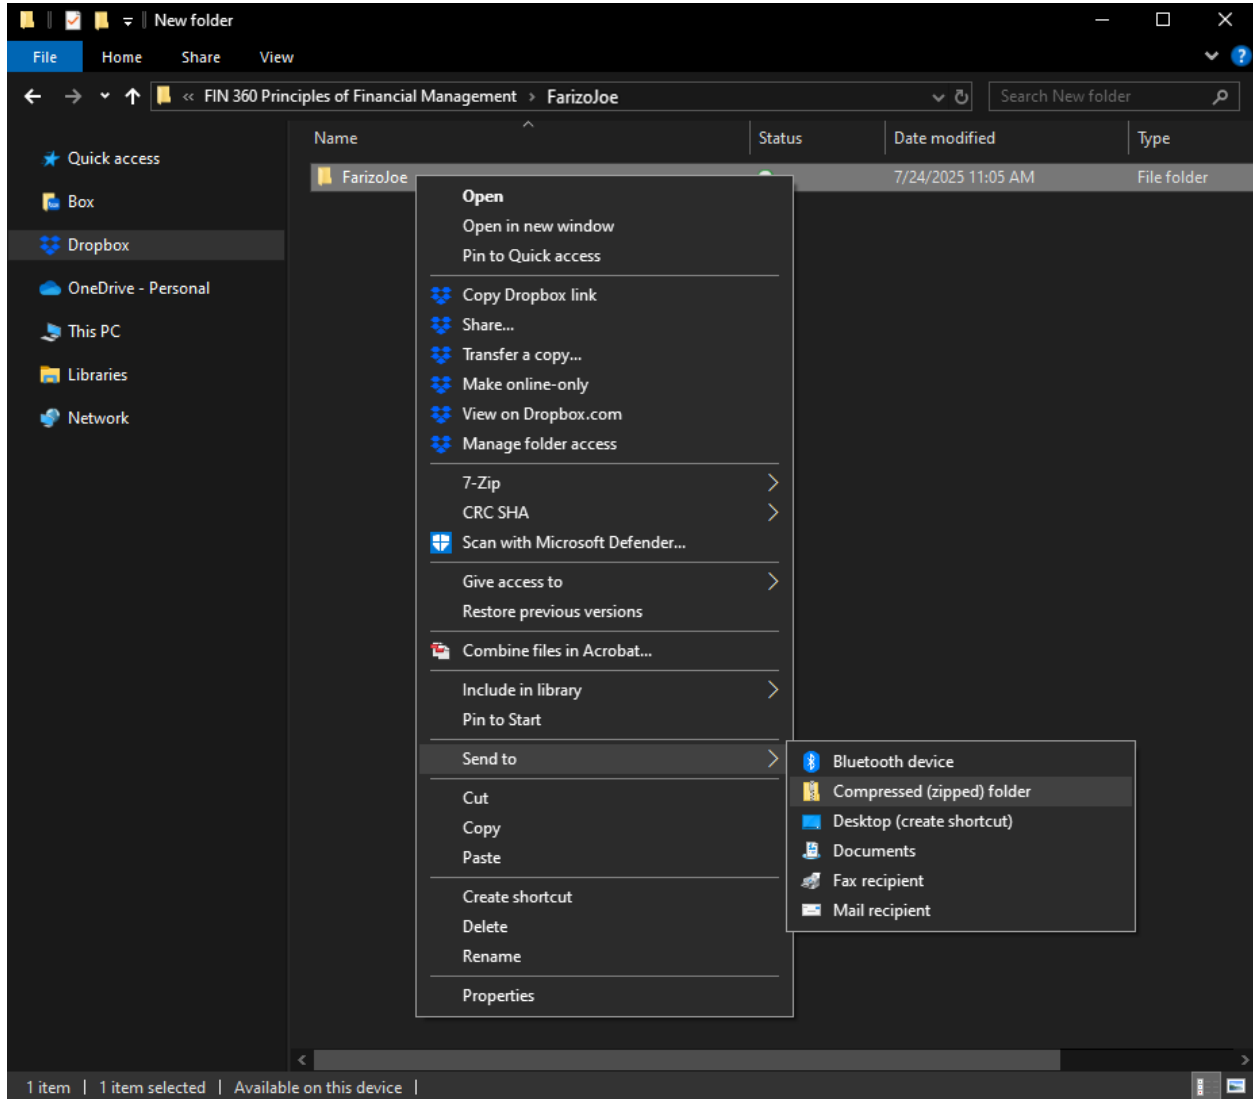 New folder
File Home Share View
« FIN 360 Principles of Financial Management › FarizoJoe
Search New folder
Name Status Date modified Type
FarizoJoe 7/24/2025 11:05 AM File folder
Quick access
Box
Dropbox
OneDrive - Personal
This PC
Libraries
Network
Open
Open in new window
Pin to Quick access
Copy Dropbox link
Share...
Transfer a copy...
Make online-only
View on Dropbox.com
Manage folder access
7-Zip
CRC SHA
Scan with Microsoft Defender...
Give access to
Restore previous versions
Combine files in Acrobat...
Include in library
Pin to Start
Send to
Cut
Copy
Paste
Create shortcut
Delete
Rename
Properties
Bluetooth device
Compressed (zipped) folder
Desktop (create shortcut)
Documents
Fax recipient
Mail recipient
1 item | 1 item selected | Available on this device |